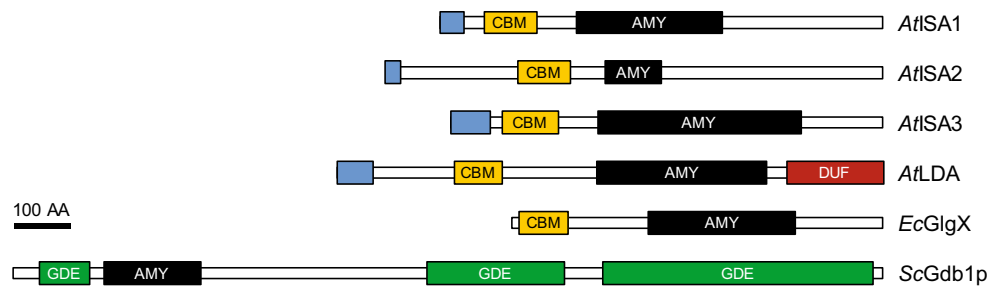 CBM AMY AtISA1
CBM AMY AtISA2
CBM AMY AtISA3
CBM AMY DUF AtLDA
100 AA
CBM AMY EcGlgX
GDE AMY GDE GDE ScGdb1p